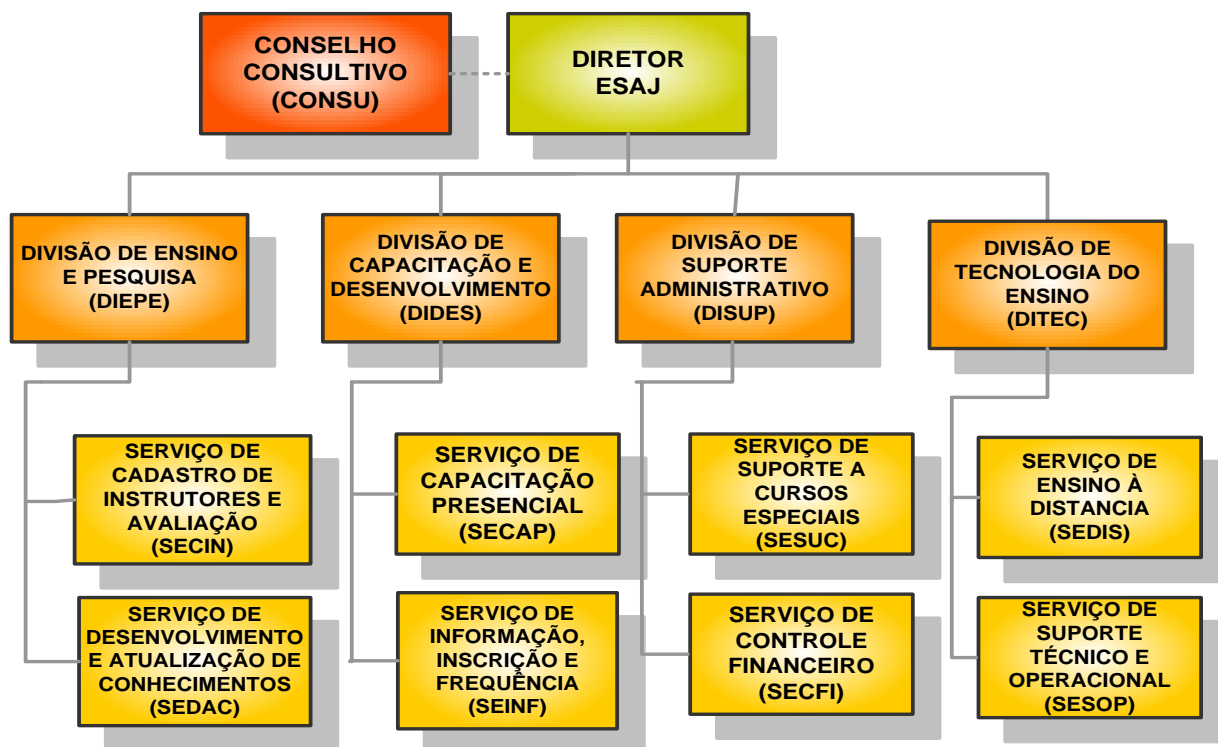 CONSELHO
CONSULTIVO
(CONSU)
DIRETOR
ESAJ
DIVISÃO DE ENSINO
E PESQUISA
(DIEPE)
DIVISÃO DE
CAPACITAÇÃO E
DESENVOLVIMENTO
(DIDES)
DIVISÃO DE
SUPORTE
ADMINISTRATIVO
(DISUP)
DIVISÃO DE
TECNOLOGIA DO
ENSINO
(DITEC)
SERVIÇO DE
CADASTRO DE
INSTRUTORES E
AVALIAÇÃO
(SECIN)
SERVIÇO DE
CAPACITAÇÃO
PRESENCIAL
(SECAP)
SERVIÇO DE
SUPORTE A
CURSOS
ESPECIAIS
(SESUC)
SERVIÇO DE
ENSINO À
DISTANCIA
(SEDIS)
SERVIÇO DE
DESENVOLVIMENTO
E ATUALIZAÇÃO DE
CONHECIMENTOS
(SEDAC)
SERVIÇO DE
INFORMAÇÃO,
INSCRIÇÃO E
FREQUÊNCIA
(SEINF)
SERVIÇO DE
CONTROLE
FINANCEIRO
(SECFI)
SERVIÇO DE
SUPORTE
TÉCNICO E
OPERACIONAL
(SESOP)